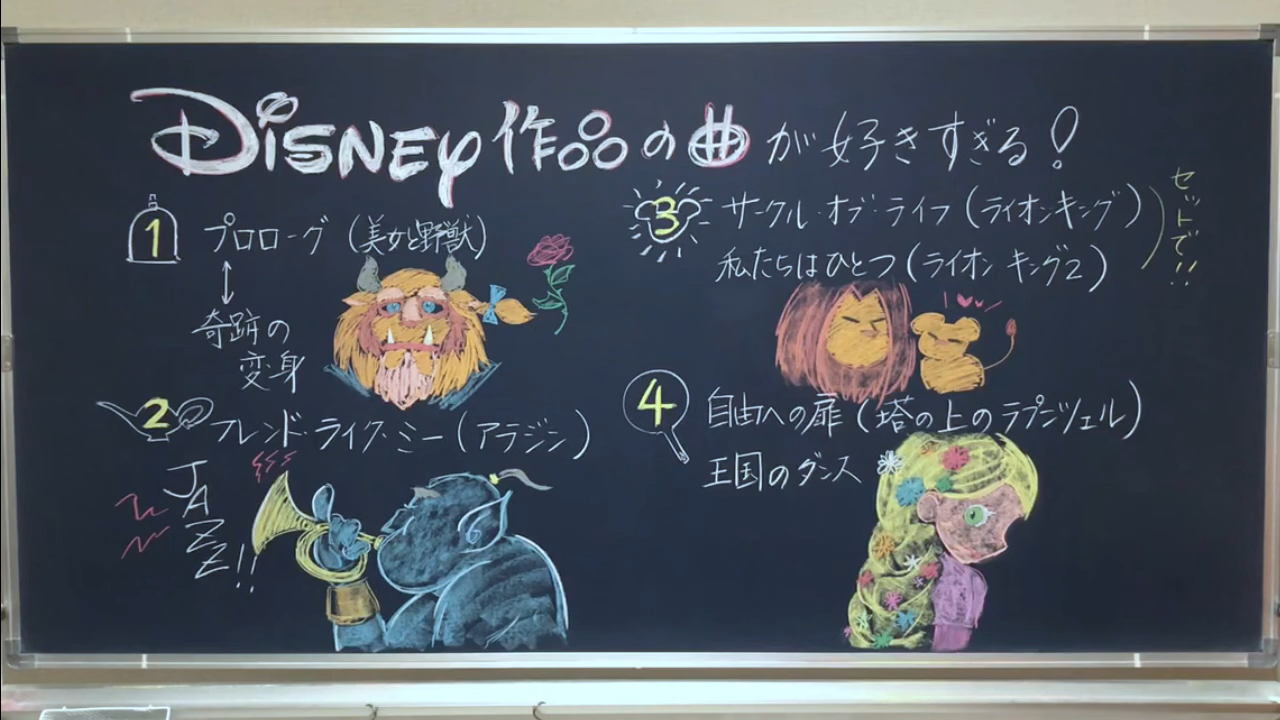 DISNEY作品の曲が好きすぎる！
1 プロローグ（美女と野獣）
↕
奇跡の
変身
2 フレンド・ライク・ミー（アラジン）
JAZZ!!
3 サークル・オブ・ライフ（ライオンキング）
私たちはひとつ（ライオンキング2）
セットで!!
4 自由への扉（塔の上のラプンツェル）
王国のダンス